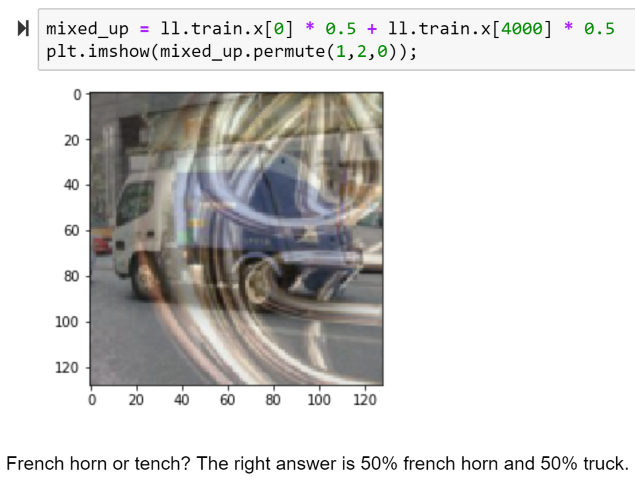 mixed_up = ll.train.x[0] * 0.5 + ll.train.x[4000] * 0.5
plt.imshow(mixed_up.permute(1,2,0));
0
20
40
60
80
100
120
0 20 40 60 80 100 120
French horn or tench? The right answer is 50% french horn and 50% truck.